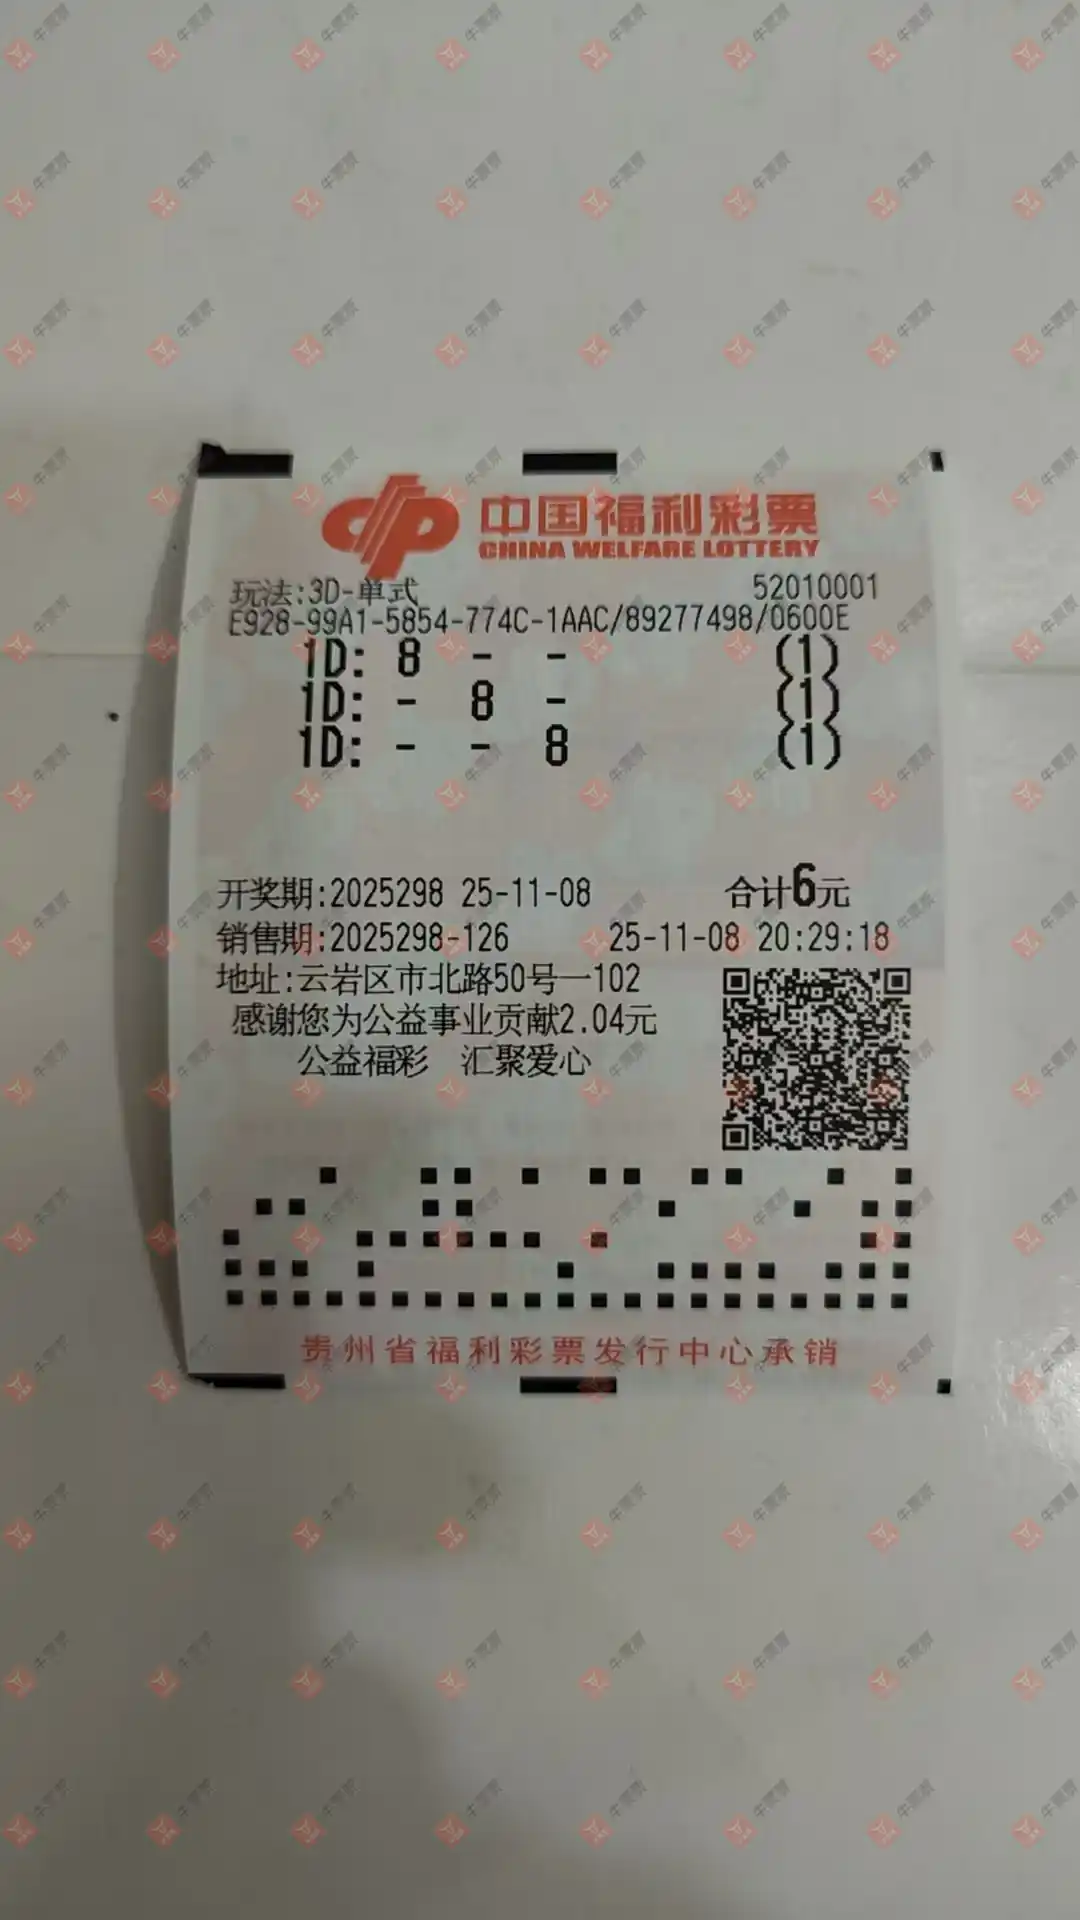 中国福利彩票
CHINA WELFARE LOTTERY
玩法:3D-单式 52010001
E928-99A1-5854-774C-1AAC/89277498/0600E
1D: 8 - - (1)
1D: - 8 - (1)
1D: - - 8 (1)
开奖期:2025298 25-11-08 合计6元
销售期:2025298-126 25-11-08 20:29:18
地址:云岩区市北路50号一102
感谢您为公益事业贡献2.04元
公益福彩 汇聚爱心
贵州省福利彩票发行中心承销